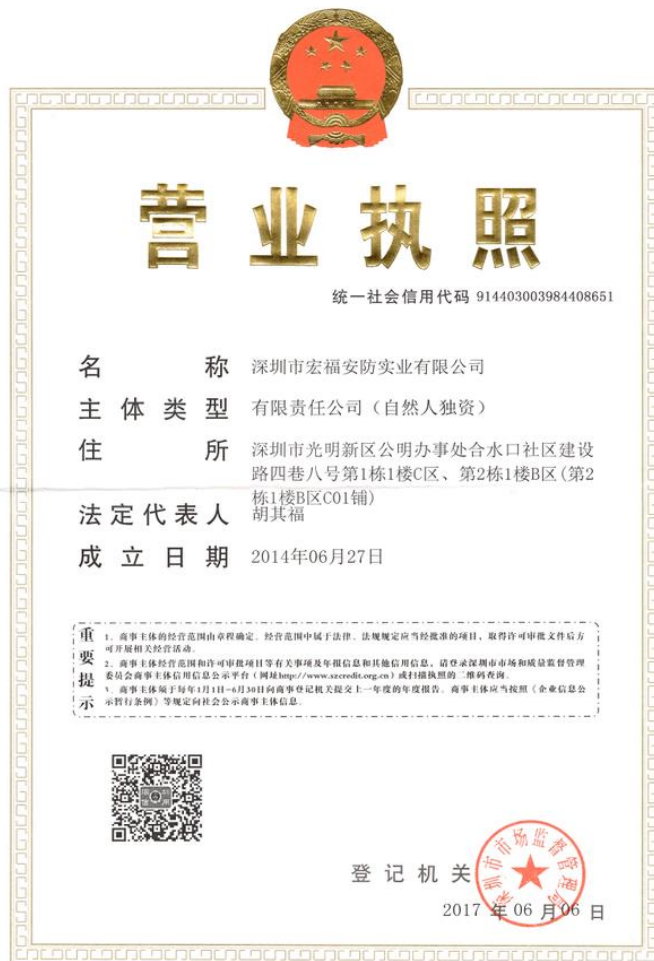 营业执照
统一社会信用代码 914403003984408651
名称 深圳市宏福安防实业有限公司
主体类型 有限责任公司（自然人独资）
住所 深圳市光明新区公明办事处合水口社区建设
路四巷八号第1栋1楼C区、第2栋1楼B区(第2
栋1楼B区C01铺)
法定代表人 胡其福
成立日期 2014年06月27日
重要提示
1．商事主体的经营范围由章程确定。经营范围中属于法律、法规规定应当经批准的项目，取得许可审批文件后方
可开展相关经营活动。
2．商事主体经营范围和许可审批项目等有关事项及年报信息和其他信用信息，请登录深圳市市场和质量监督管理
委员会商事主体信用信息公示平台（网址http://www.szcredit.org.cn）或扫描执照的二维码查询。
3．商事主体须于每年1月1日-6月30日向商事登记机关提交上一年度的年度报告。商事主体应当按照《企业信息公
示暂行条例》等规定向社会公示商事主体信息。
登记机关
深圳市市场监督管理局
2017 年 06 月 06 日